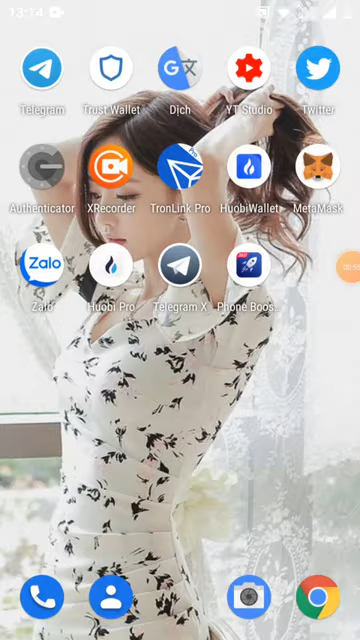 13:14
Telegram
Trust Wallet
Dịch
YT Studio
Twitter
Authenticator
XRecorder
TronLink Pro
HuobiWallet
MetaMask
Zalo
Zalo
Huobi Pro
Telegram X
Phone Boos..